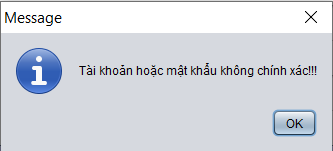 Message
Tài khoản hoặc mật khẩu không chính xác!!!
OK